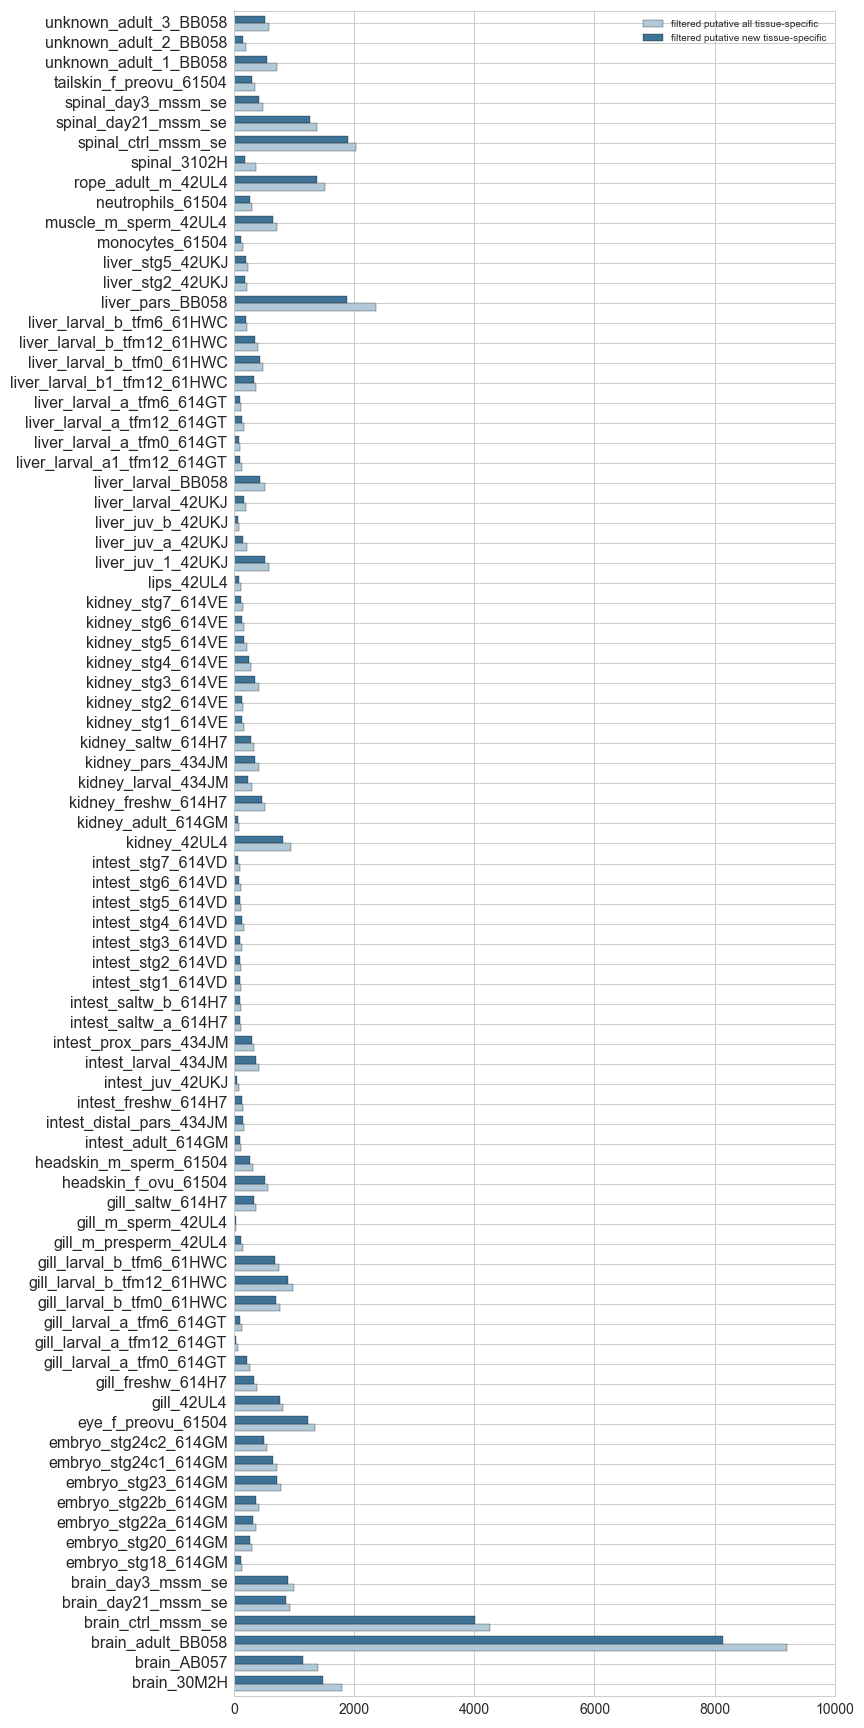 filtered putative all tissue-specific
filtered putative new tissue-specific
unknown_adult_3_BB058
unknown_adult_2_BB058
unknown_adult_1_BB058
tailskin_f_preovu_61504
spinal_day3_mssm_se
spinal_day21_mssm_se
spinal_ctrl_mssm_se
spinal_3102H
rope_adult_m_42UL4
neutrophils_61504
muscle_m_sperm_42UL4
monocytes_61504
liver_stg5_42UKJ
liver_stg2_42UKJ
liver_pars_BB058
liver_larval_b_tfm6_61HWC
liver_larval_b_tfm12_61HWC
liver_larval_b_tfm0_61HWC
liver_larval_b1_tfm12_61HWC
liver_larval_a_tfm6_614GT
liver_larval_a_tfm12_614GT
liver_larval_a_tfm0_614GT
liver_larval_a1_tfm12_614GT
liver_larval_BB058
liver_larval_42UKJ
liver_juv_b_42UKJ
liver_juv_a_42UKJ
liver_juv_1_42UKJ
lips_42UL4
kidney_stg7_614VE
kidney_stg6_614VE
kidney_stg5_614VE
kidney_stg4_614VE
kidney_stg3_614VE
kidney_stg2_614VE
kidney_stg1_614VE
kidney_saltw_614H7
kidney_pars_434JM
kidney_larval_434JM
kidney_freshw_614H7
kidney_adult_614GM
kidney_42UL4
intest_stg7_614VD
intest_stg6_614VD
intest_stg5_614VD
intest_stg4_614VD
intest_stg3_614VD
intest_stg2_614VD
intest_stg1_614VD
intest_saltw_b_614H7
intest_saltw_a_614H7
intest_prox_pars_434JM
intest_larval_434JM
intest_juv_42UKJ
intest_freshw_614H7
intest_distal_pars_434JM
intest_adult_614GM
headskin_m_sperm_61504
headskin_f_ovu_61504
gill_saltw_614H7
gill_m_sperm_42UL4
gill_m_presperm_42UL4
gill_larval_b_tfm6_61HWC
gill_larval_b_tfm12_61HWC
gill_larval_b_tfm0_61HWC
gill_larval_a_tfm6_614GT
gill_larval_a_tfm12_614GT
gill_larval_a_tfm0_614GT
gill_freshw_614H7
gill_42UL4
eye_f_preovu_61504
embryo_stg24c2_614GM
embryo_stg24c1_614GM
embryo_stg23_614GM
embryo_stg22b_614GM
embryo_stg22a_614GM
embryo_stg20_614GM
embryo_stg18_614GM
brain_day3_mssm_se
brain_day21_mssm_se
brain_ctrl_mssm_se
brain_adult_BB058
brain_AB057
brain_30M2H
0 2000 4000 6000 8000 10000